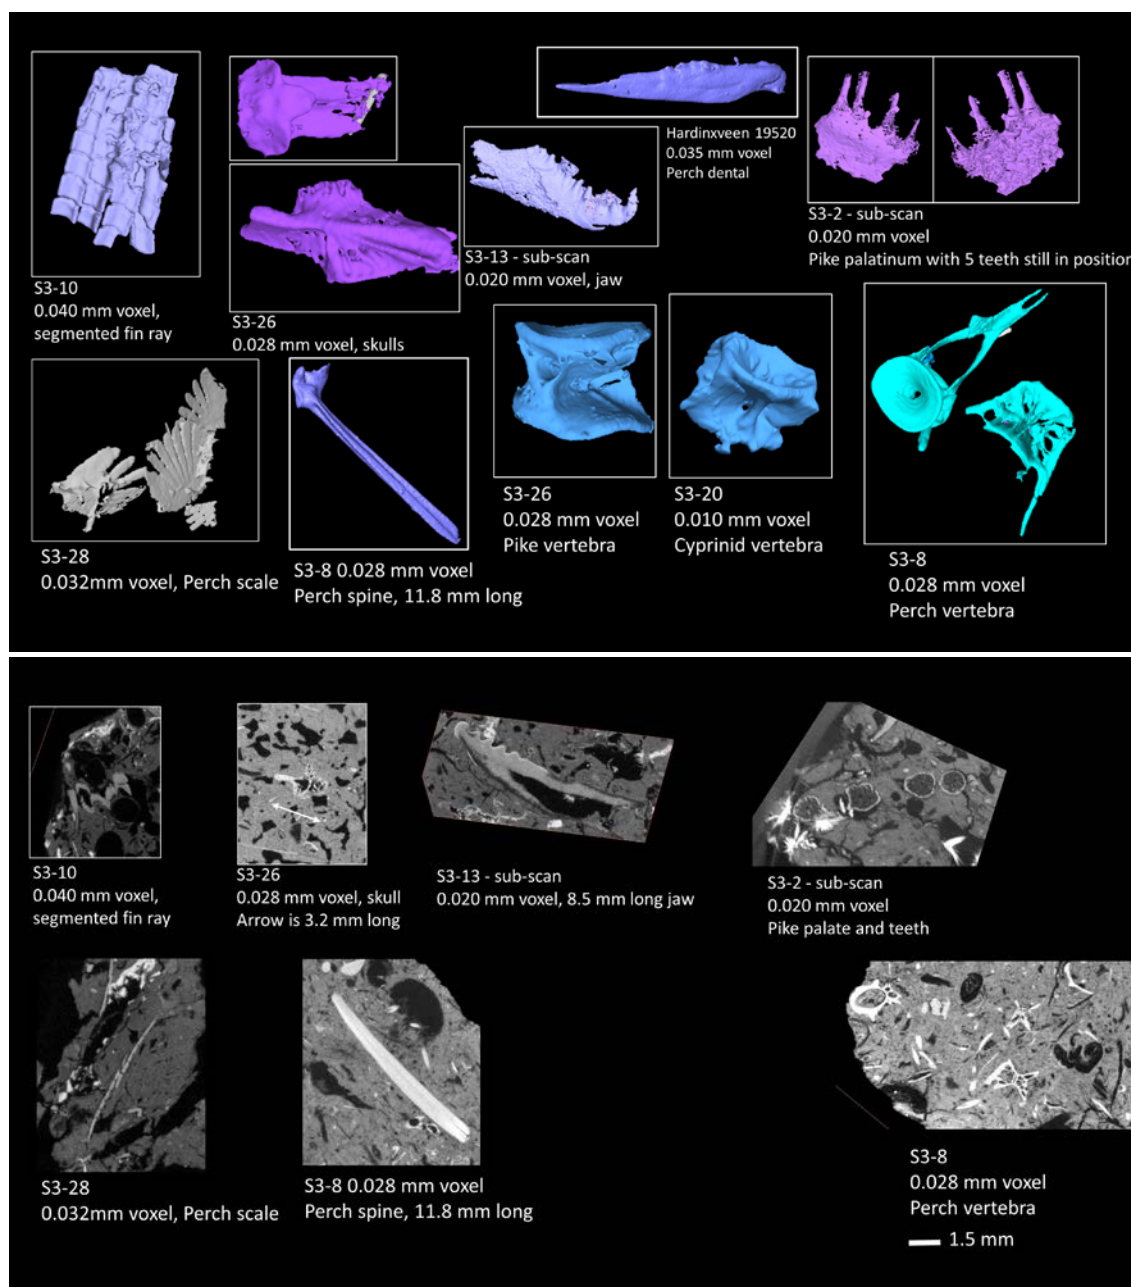 Hardinxveen 19520
0.035 mm voxel
Perch dental
S3-2 - sub-scan
0.020 mm voxel
Pike palatinum with 5 teeth still in position
S3-13 - sub-scan
0.020 mm voxel, jaw
S3-10
0.040 mm voxel,
segmented fin ray
S3-26
0.028 mm voxel, skulls
S3-26
0.028 mm voxel
Pike vertebra
S3-20
0.010 mm voxel
Cyprinid vertebra
S3-8
0.028 mm voxel
Perch vertebra
S3-28
0.032mm voxel, Perch scale
S3-8 0.028 mm voxel
Perch spine, 11.8 mm long
S3-10
0.040 mm voxel,
segmented fin ray
S3-26
0.028 mm voxel, skull
Arrow is 3.2 mm long
S3-13 - sub-scan
0.020 mm voxel, 8.5 mm long jaw
S3-2 - sub-scan
0.020 mm voxel
Pike palate and teeth
S3-28
0.032mm voxel, Perch scale
S3-8 0.028 mm voxel
Perch spine, 11.8 mm long
S3-8
0.028 mm voxel
Perch vertebra
1.5 mm